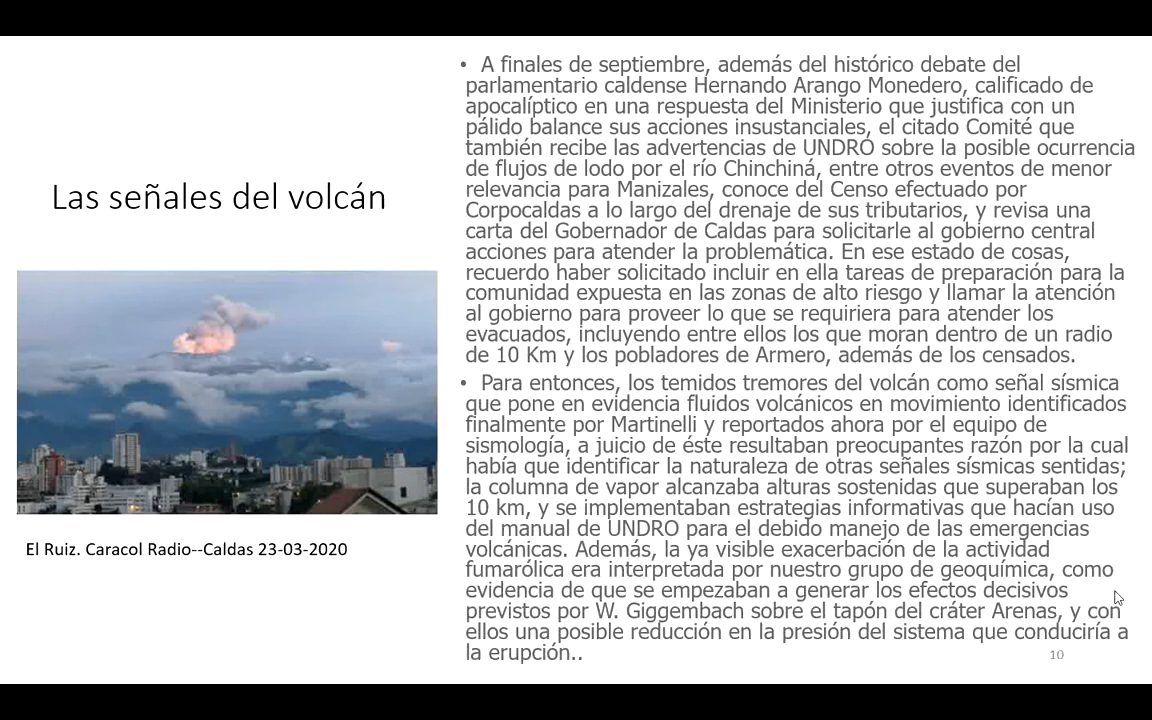 Las señales del volcán
El Ruiz. Caracol Radio--Caldas 23-03-2020
• A finales de septiembre, además del histórico debate del
parlamentario caldense Hernando Arango Monedero, calificado de
apocalíptico en una respuesta del Ministerio que justifica con un
pálido balance sus acciones insustanciales, el citado Comité que
también recibe las advertencias de UNDRO sobre la posible ocurrencia
de flujos de lodo por el río Chinchiná, entre otros eventos de menor
relevancia para Manizales, conoce del Censo efectuado por
Corpocaldas a lo largo del drenaje de sus tributarios, y revisa una
carta del Gobernador de Caldas para solicitarle al gobierno central
acciones para atender la problemática. En ese estado de cosas,
recuerdo haber solicitado incluir en ella tareas de preparación para la
comunidad expuesta en las zonas de alto riesgo y llamar la atención
al gobierno para proveer lo que se requiriera para atender los
evacuados, incluyendo entre ellos los que moran dentro de un radio
de 10 Km y los pobladores de Armero, además de los censados.
• Para entonces, los temidos tremores del volcán como señal sísmica
que pone en evidencia fluidos volcánicos en movimiento identificados
finalmente por Martinelli y reportados ahora por el equipo de
sismología, a juicio de éste resultaban preocupantes razón por la cual
había que identificar la naturaleza de otras señales sísmicas sentidas;
la columna de vapor alcanzaba alturas sostenidas que superaban los
10 km, y se implementaban estrategias informativas que hacían uso
del manual de UNDRO para el debido manejo de las emergencias
volcánicas. Además, la ya visible exacerbación de la actividad
fumarólica era interpretada por nuestro grupo de geoquímica, como
evidencia de que se empezaban a generar los efectos decisivos
previstos por W. Giggembach sobre el tapón del cráter Arenas, y con
ellos una posible reducción en la presión del sistema que conduciría a
la erupción..
10